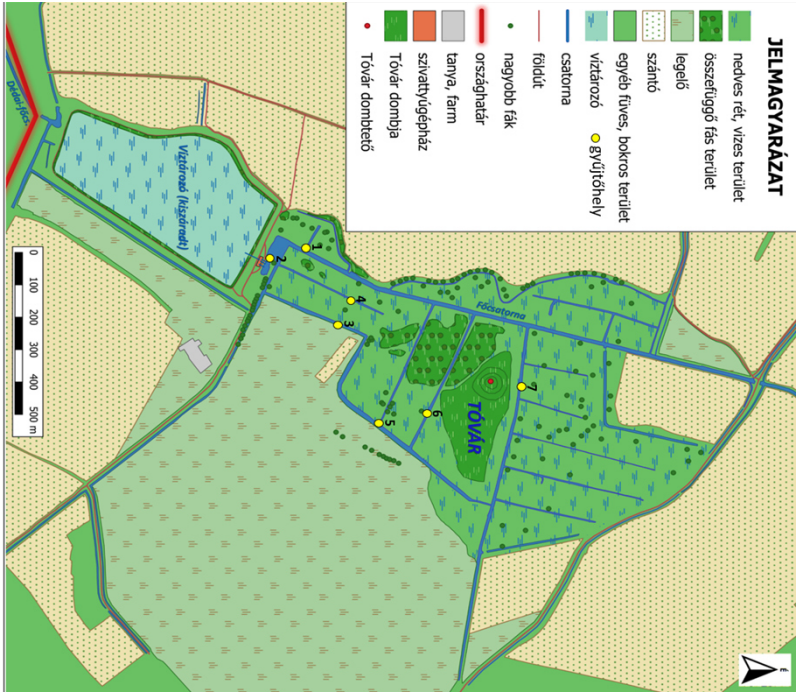 JELMAGYARÁZAT
nedves rét, vizes terület
összefüggő fás terület
legelő
szántó
egyéb füves, bokros terület
víztározó
gyűjtőhely
csatorna
földút
nagyobb fák
országhatár
tanya, farm
szivattyúgépház
Tóvár dombja
Tóvár dombtető
É
Dédai-főcs.
Víztározó (kiszáradt)
Főcsatorna
TÓVÁR
1
2
3
4
5
6
7
0 100 200 300 400 500 m